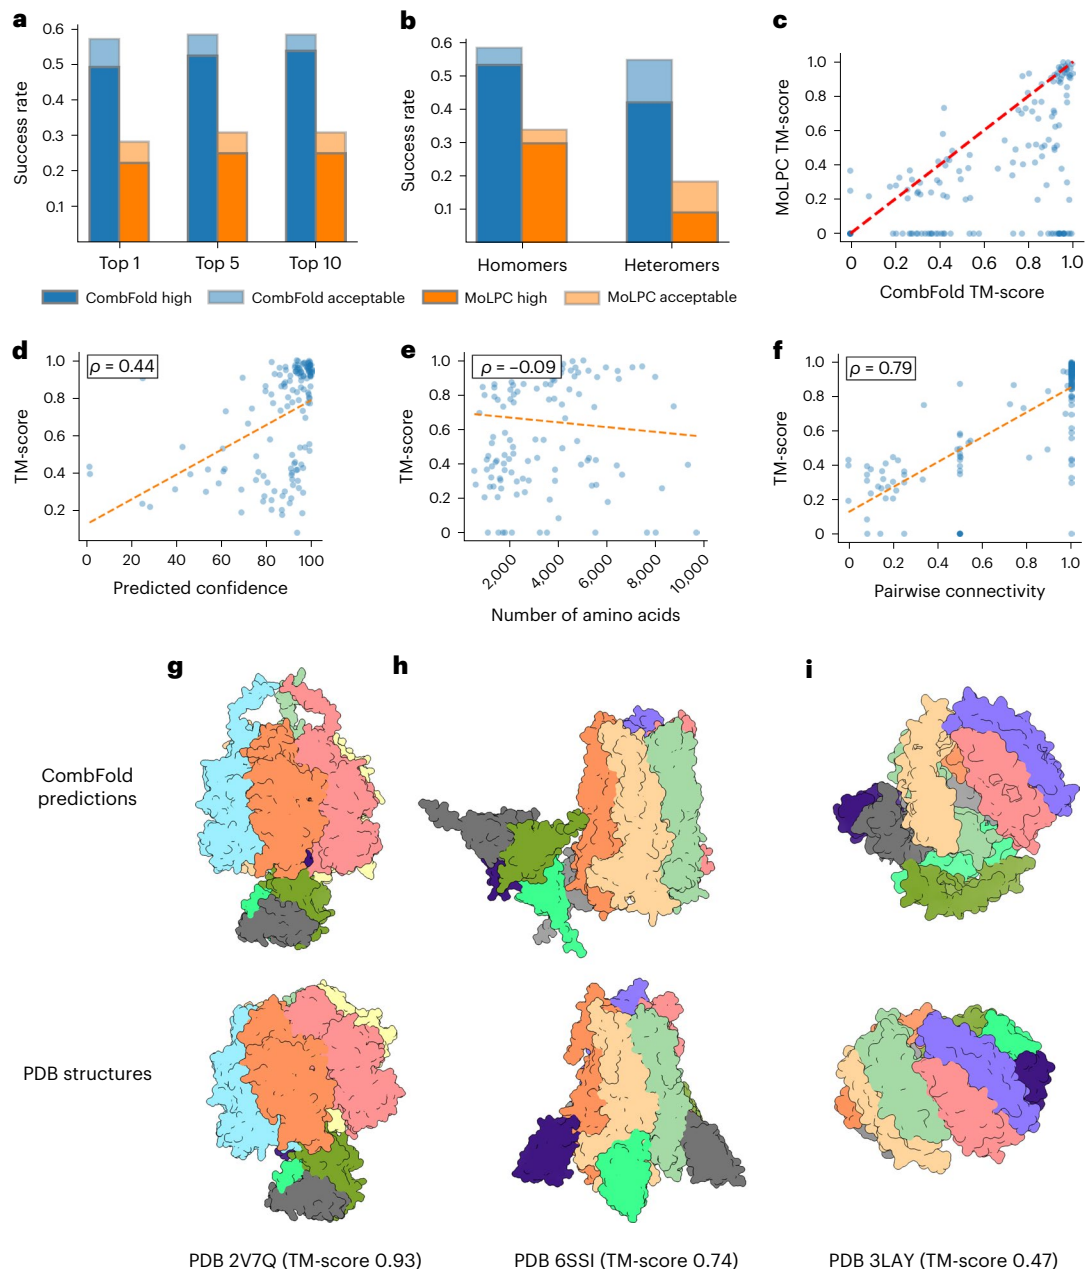 a
0.6
0.5
0.4
0.3
0.2
0.1
Success rate
Top 1
Top 5
Top 10
b
0.6
0.5
0.4
0.3
0.2
0.1
Success rate
Homomers
Heteromers
CombFold high
CombFold acceptable
MoLPC high
MoLPC acceptable
c
1.0
0.8
0.6
0.4
0.2
0
MoLPC TM-score
0 0.2 0.4 0.6 0.8 1.0
CombFold TM-score
d
ρ = 0.44
1.0
0.8
0.6
0.4
0.2
TM-score
0 20 40 60 80 100
Predicted confidence
e
ρ = −0.09
1.0
0.8
0.6
0.4
0.2
0
TM-score
2,000 4,000 6,000 8,000 10,000
Number of amino acids
f
ρ = 0.79
1.0
0.8
0.6
0.4
0.2
0
TM-score
0 0.2 0.4 0.6 0.8 1.0
Pairwise connectivity
g
h
i
CombFold
predictions
PDB structures
PDB 2V7Q (TM-score 0.93)
PDB 6SSI (TM-score 0.74)
PDB 3LAY (TM-score 0.47)